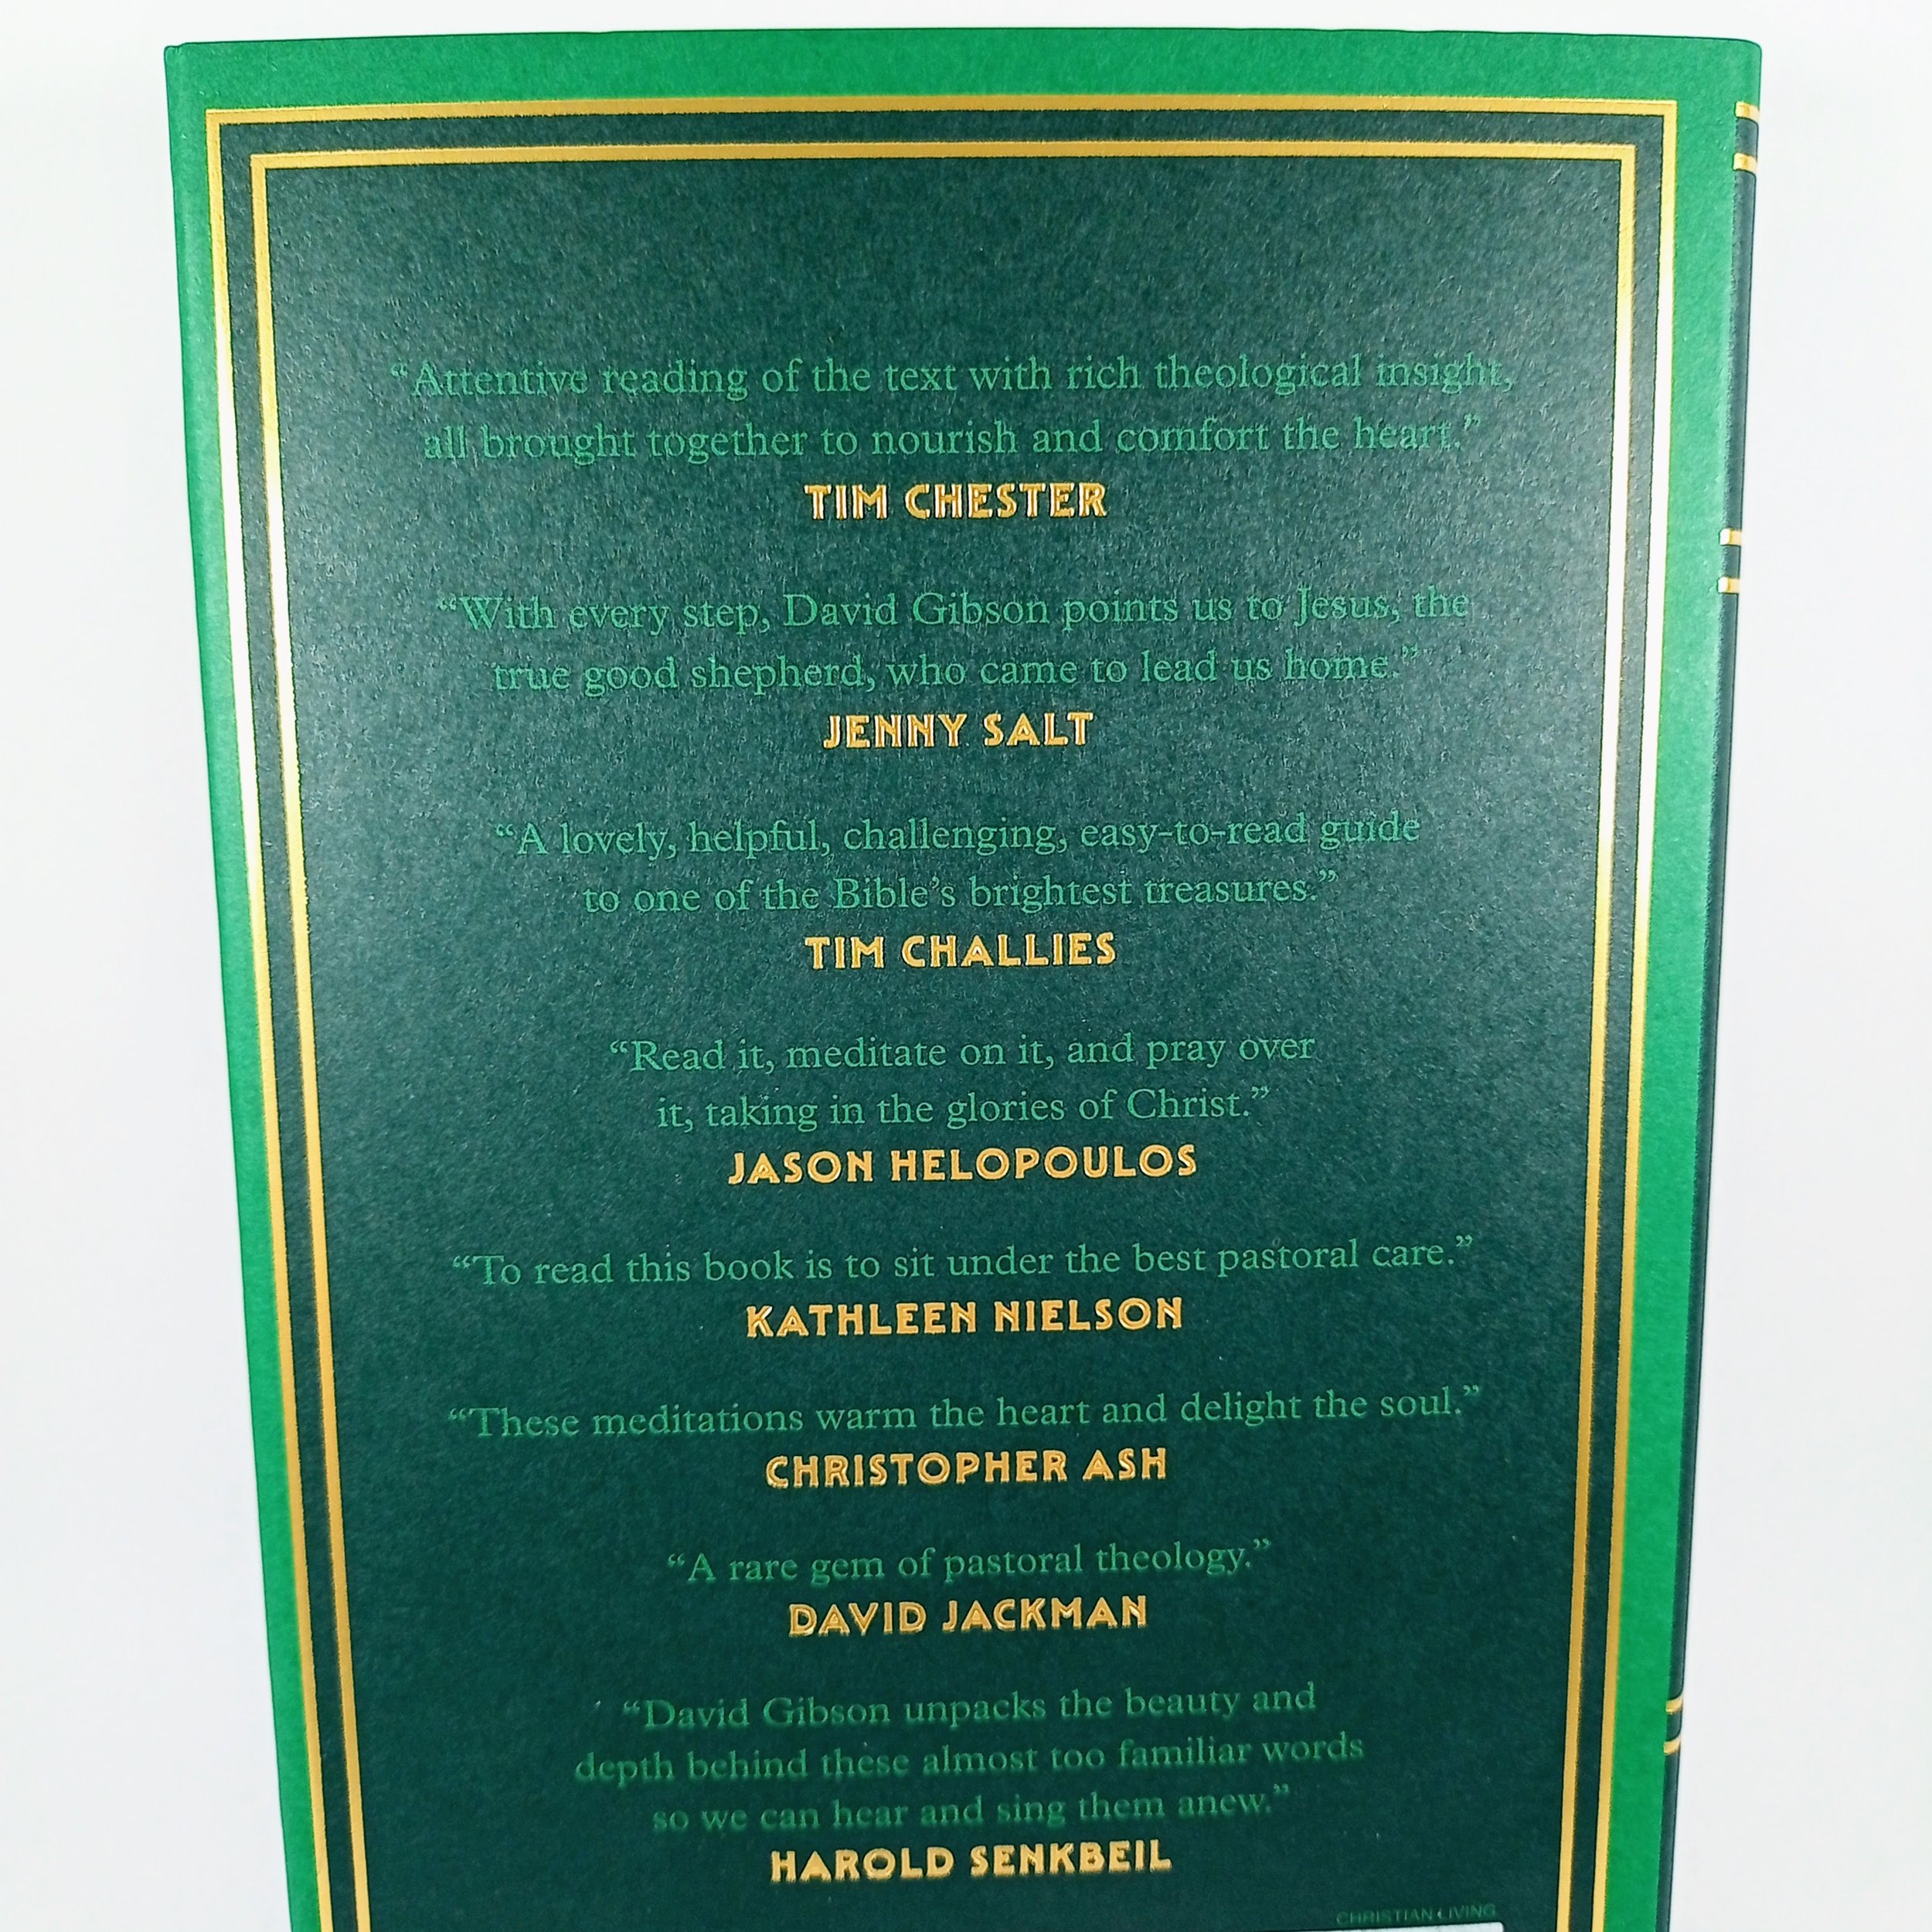 “Attentive reading of the text with rich theological insight,
all brought together to nourish and comfort the heart.”
TIM CHESTER
“With every step, David Gibson points us to Jesus, the
true good shepherd, who came to lead us home.”
JENNY SALT
“A lovely, helpful, challenging, easy-to-read guide
to one of the Bible’s brightest treasures.”
TIM CHALLIES
“Read it, meditate on it, and pray over
it, taking in the glories of Christ.”
JASON HELOPOULOS
“To read this book is to sit under the best pastoral care.”
KATHLEEN NIELSON
“These meditations warm the heart and delight the soul.”
CHRISTOPHER ASH
“A rare gem of pastoral theology.”
DAVID JACKMAN
“David Gibson unpacks the beauty and
depth behind these almost too familiar words
so we can hear and sing them anew.”
HAROLD SENKBEIL
CHRISTIAN LIVING